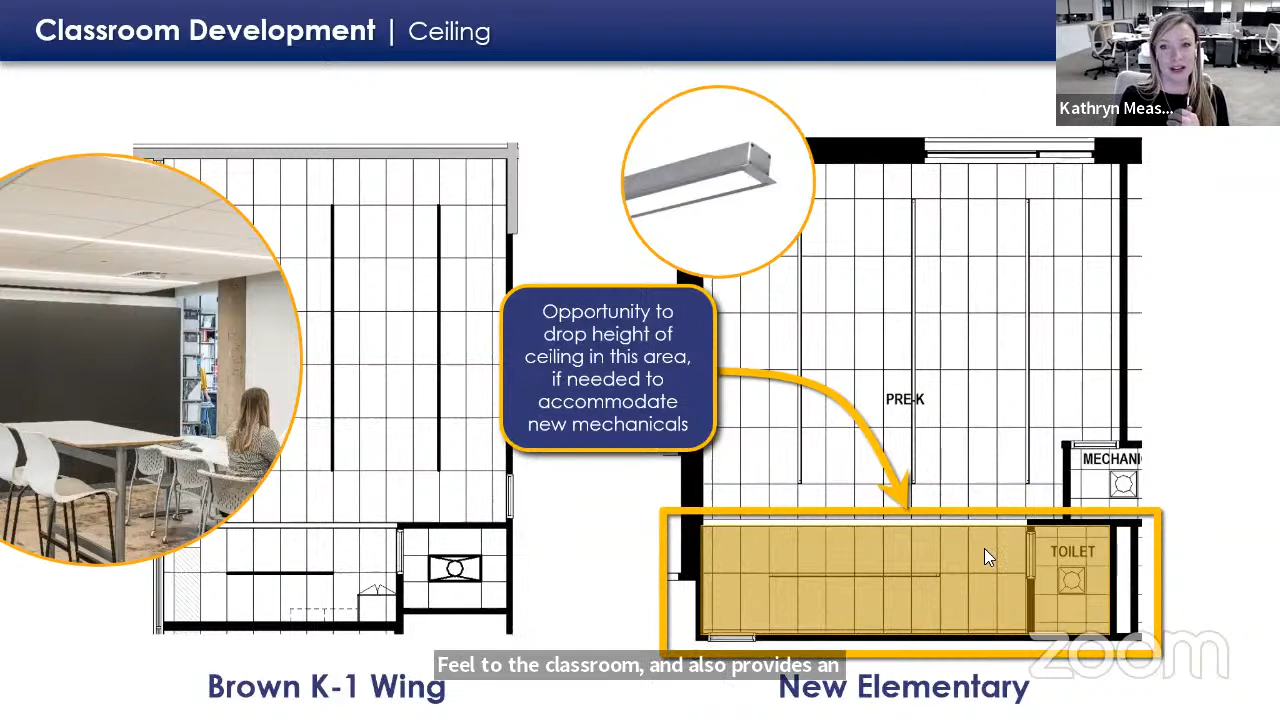 Classroom Development | Ceiling
Kathryn Meas...
Opportunity to
drop height of
ceiling in this area,
if needed to
accommodate
new mechanicals
PRE-K
MECHANI
TOILET
Feel to the classroom, and also provides an
zoom
Brown K-1 Wing
New Elementary